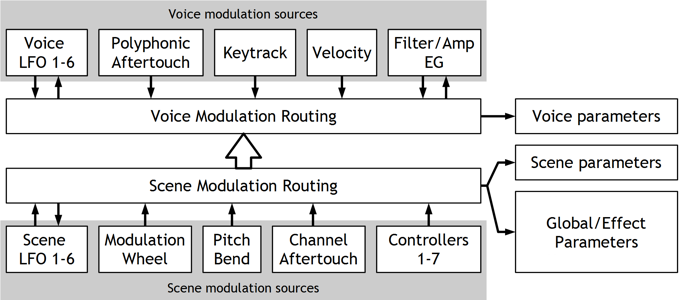 Voice modulation sources
Voice
LFO 1-6
Polyphonic
Aftertouch
Keytrack
Velocity
Filter/Amp
EG
Voice Modulation Routing
Voice parameters
Scene parameters
Scene Modulation Routing
Global/Effect
Parameters
Scene
LFO 1-6
Modulation
Wheel
Pitch
Bend
Channel
Aftertouch
Controllers
1-7
Scene modulation sources